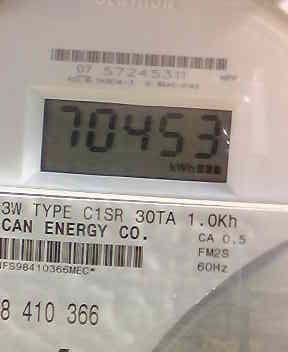 07 57245311
70453
kWh
3W TYPE C1SR 30TA 1.0Kh
CAN ENERGY CO.
CA 0.5
FM2S
IFS98410366MEC*
60Hz
8 410 366